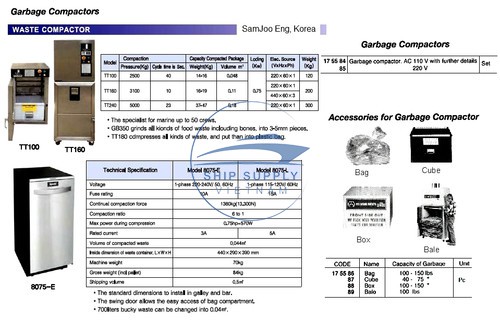 Garbage Compactors
WASTE COMPACTOR SamJoo Eng, Korea
Model Compaction Capacity Compacted Package Loding (Kw) Elec. Source (VxHzxPh) Weight (Kg)
Pressure(Kg) Cycle time is Sec. Weight(Kg) Volume m³
TT100 2500 40 14~16 0,048 0,75 220×60×1 120
TT160 3100 10 16~19 0,11 220×60×1 440×60×3 200
TT240 5000 23 37~47 0,18 220×60×1 300
• The specialist for marine up to 50 crews.
• GB350 grinds all kinds of food waste including bones, into 3~5mm pieces,
• TT160 compresses all kinds of waste, and put than into plastic bag.
TT100 TT160
SHIP SUPPLY VIETNAM
Technical Specification Model 8075-E Model 8075-L
Voltage 1-phase 220-240V/ 50, 60Hz 1-phase 115-120V/ 60Hz
Fuse rating 10A 15A
Continual compaction force 1360kg(13,300N)
Compaction ratio 6 to 1
Max power during compression 0,75hp=570W
Rated current 3A 6A
Volume of compacted waste 0,044㎥
Inside dimension of waste container, L×W×H 440 × 200 × 200 mm
Machine weight 70kg
Gross weight (incl pallet) 84kg
Shipping volume 0,5㎥
8075-E
• The standard dimensions to install in galley and bar.
• The swing door allows the easy access of bag compartment.
• 700liters bucky waste can be changed into 0.04㎥.
Garbage Compactors
17 55 84 Garbage compactor. AC 110 V with further details Set
85 220 V
Accessories for Garbage Compactor
Bag Cube
Box Bale
CODE Name Capacity of Garbage Unit
17 55 86 Bag 100 - 150 lbs Pc
87 Cube 40 - 75 "
88 Box 100 - 150 "
89 Bale 100 lbs